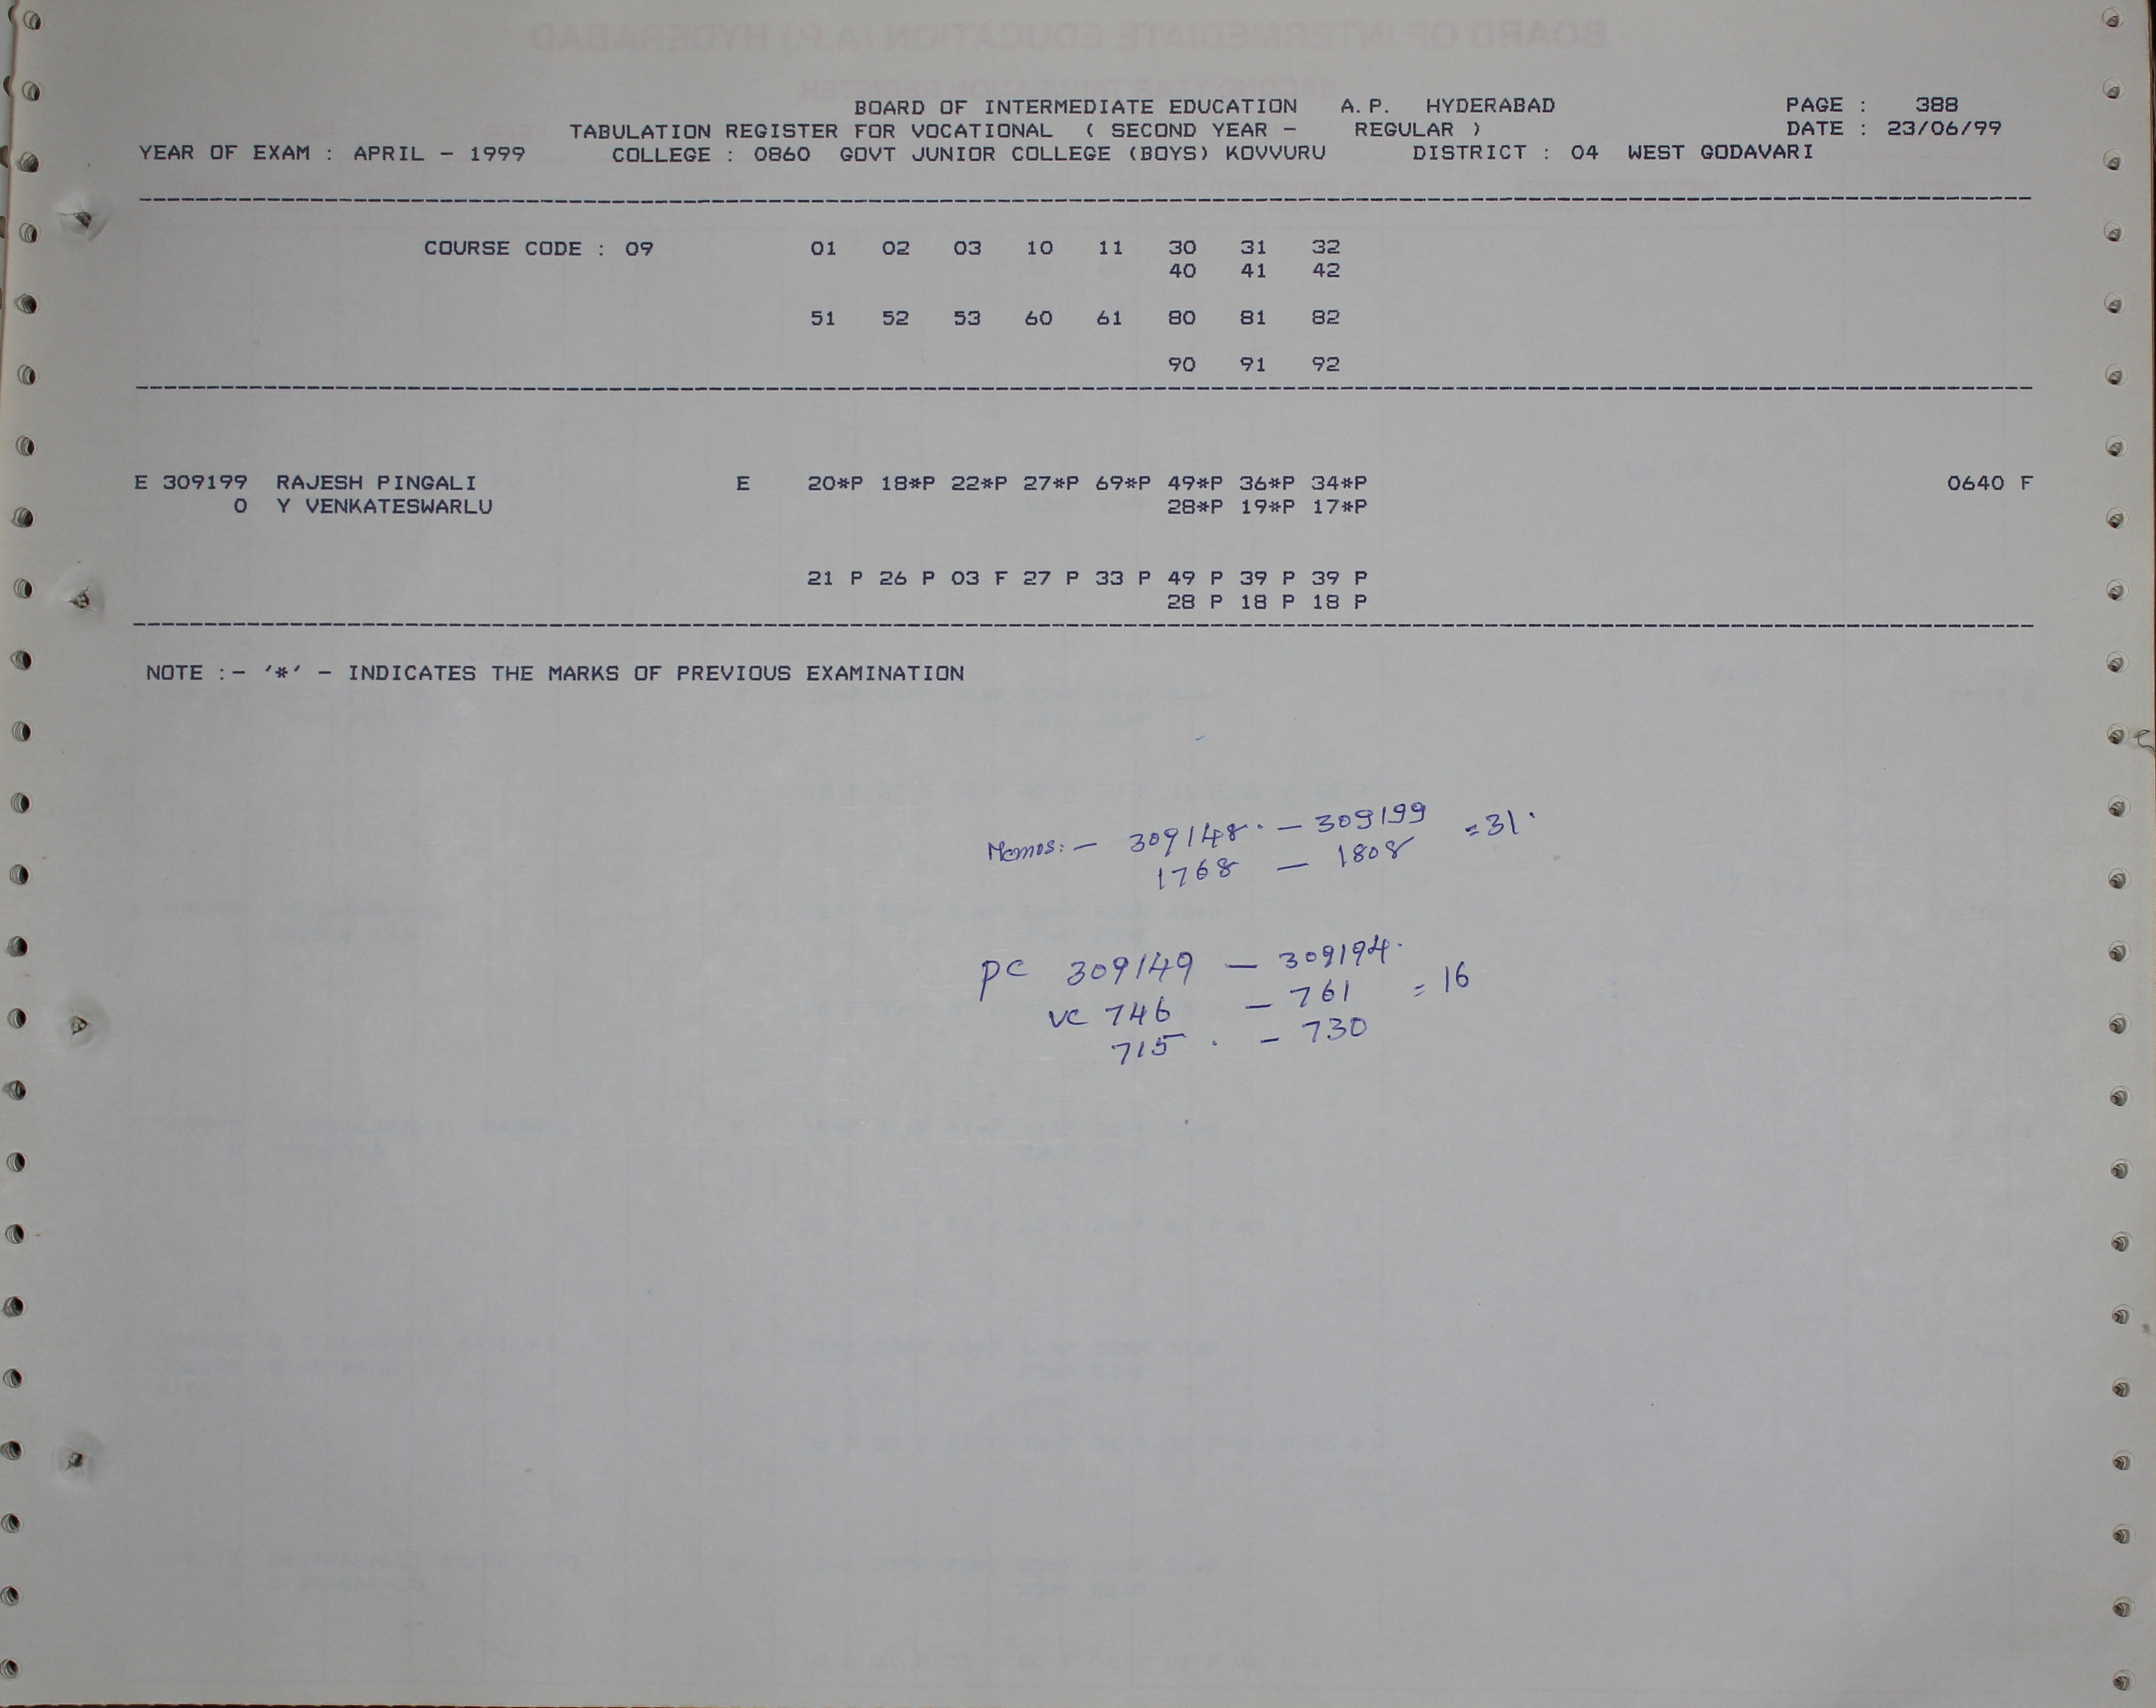 BOARD OF INTERMEDIATE EDUCATION A.P. HYDERABAD PAGE : 388
TABULATION REGISTER FOR VOCATIONAL ( SECOND YEAR - REGULAR ) DATE : 23/06/99
YEAR OF EXAM : APRIL - 1999 COLLEGE : 0860 GOVT JUNIOR COLLEGE (BOYS) KOVVURU DISTRICT : 04 WEST GODAVARI
COURSE CODE : 09 01 02 03 10 11 30 31 32
40 41 42
51 52 53 60 61 80 81 82
90 91 92
E 309199 RAJESH PINGALI E 20*P 18*P 22*P 27*P 69*P 49*P 36*P 34*P 0640 F
0 Y VENKATESWARLU 28*P 19*P 17*P
21 P 26 P 03 F 27 P 33 P 49 P 39 P 39 P
28 P 18 P 18 P
NOTE :- '*' - INDICATES THE MARKS OF PREVIOUS EXAMINATION
Memos: - 309148 - 309199 = 31.
1768 - 1808
PC 309149 - 309194.
VC 746 - 761 = 16
715 - 730